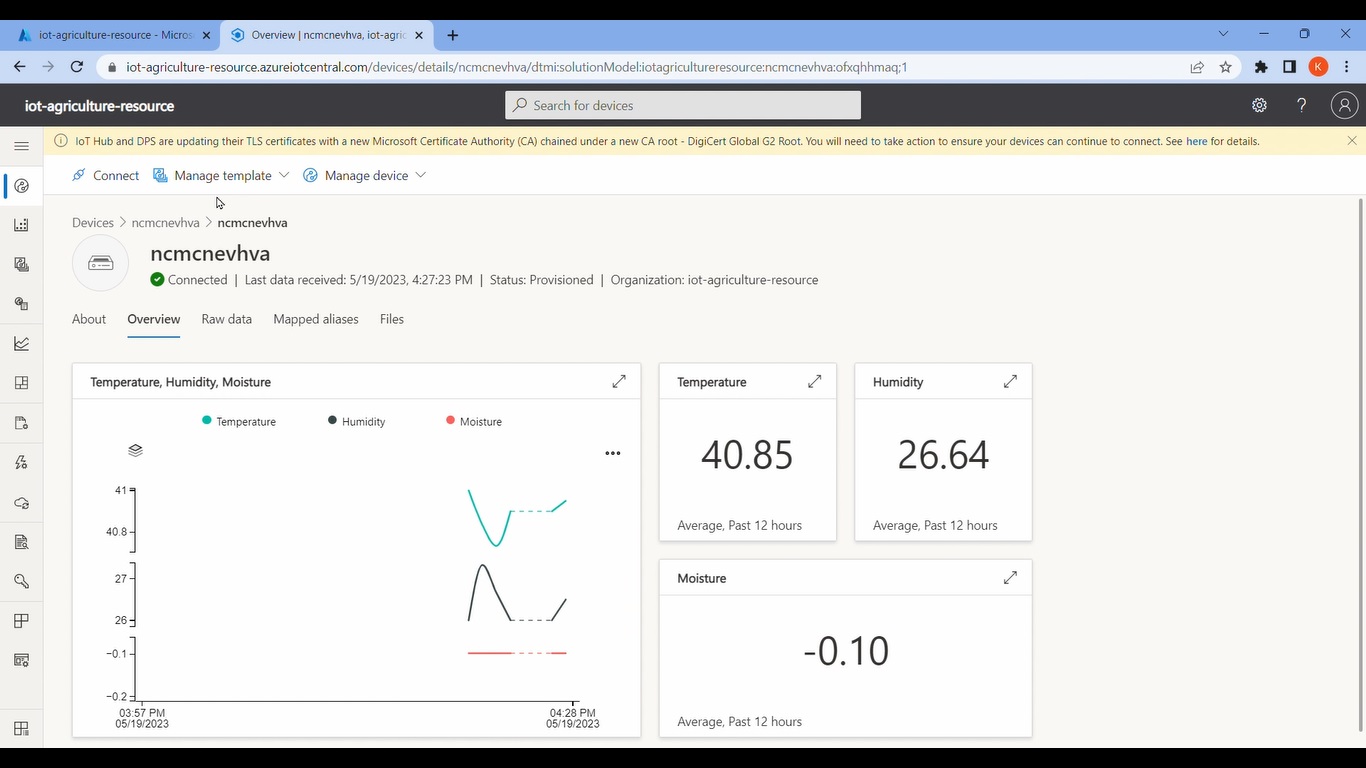 iot-agriculture-resource - Micros
Overview | ncmcnevhva, iot-agric
iot-agriculture-resource.azureiotcentral.com/devices/details/ncmcnevhva/dtmi:solutionModel:iotagricultureresource:ncmcnevhva:ofxqhhmaq;1
K
iot-agriculture-resource
Search for devices
?
IoT Hub and DPS are updating their TLS certificates with a new Microsoft Certificate Authority (CA) chained under a new CA root - DigiCert Global G2 Root. You will need to take action to ensure your devices can continue to connect. See here for details.
Connect
Manage template
Manage device
Devices > ncmcnevhva > ncmcnevhva
ncmcnevhva
Connected | Last data received: 5/19/2023, 4:27:23 PM | Status: Provisioned | Organization: iot-agriculture-resource
About
Overview
Raw data
Mapped aliases
Files
Temperature, Humidity, Moisture
Temperature
Humidity
Moisture
41
40.8
27
26
-0.1
-0.2
03:57 PM
05/19/2023
04:28 PM
05/19/2023
Temperature
40.85
Average, Past 12 hours
Humidity
26.64
Average, Past 12 hours
Moisture
-0.10
Average, Past 12 hours